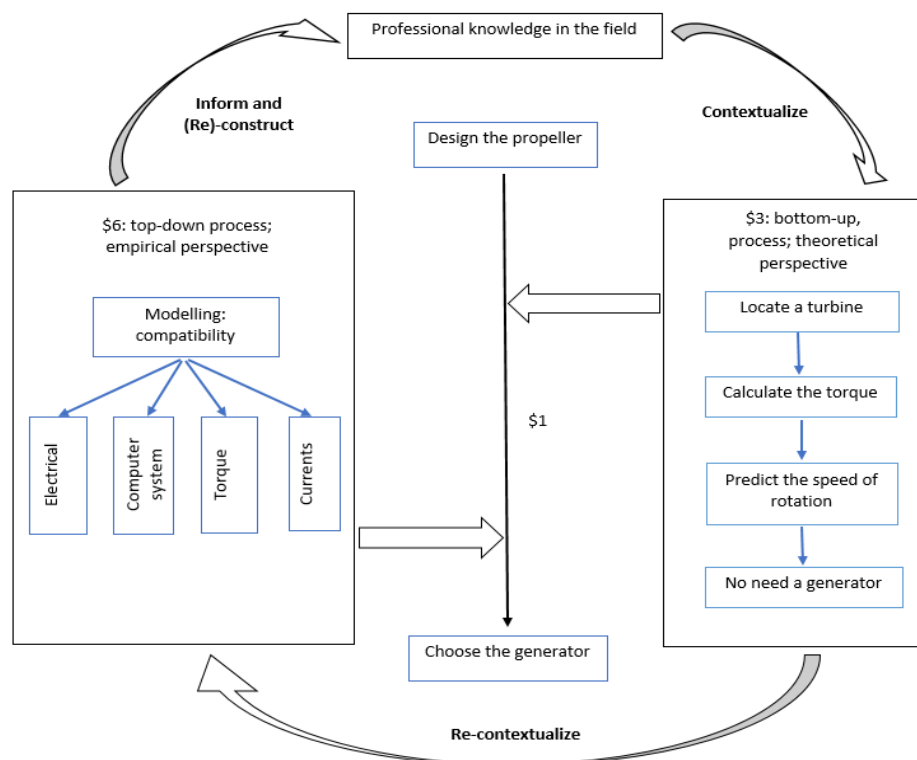 Professional knowledge in the field
Inform and
(Re)-construct
Contextualize
Design the propeller
$6: top-down process;
empirical perspective
$3: bottom-up,
process; theoretical
perspective
Modelling:
compatibility
Locate a turbine
Calculate the torque
$1
Electrical
Computer
system
Torque
Currents
Predict the speed of
rotation
No need a generator
Choose the generator
Re-contextualize